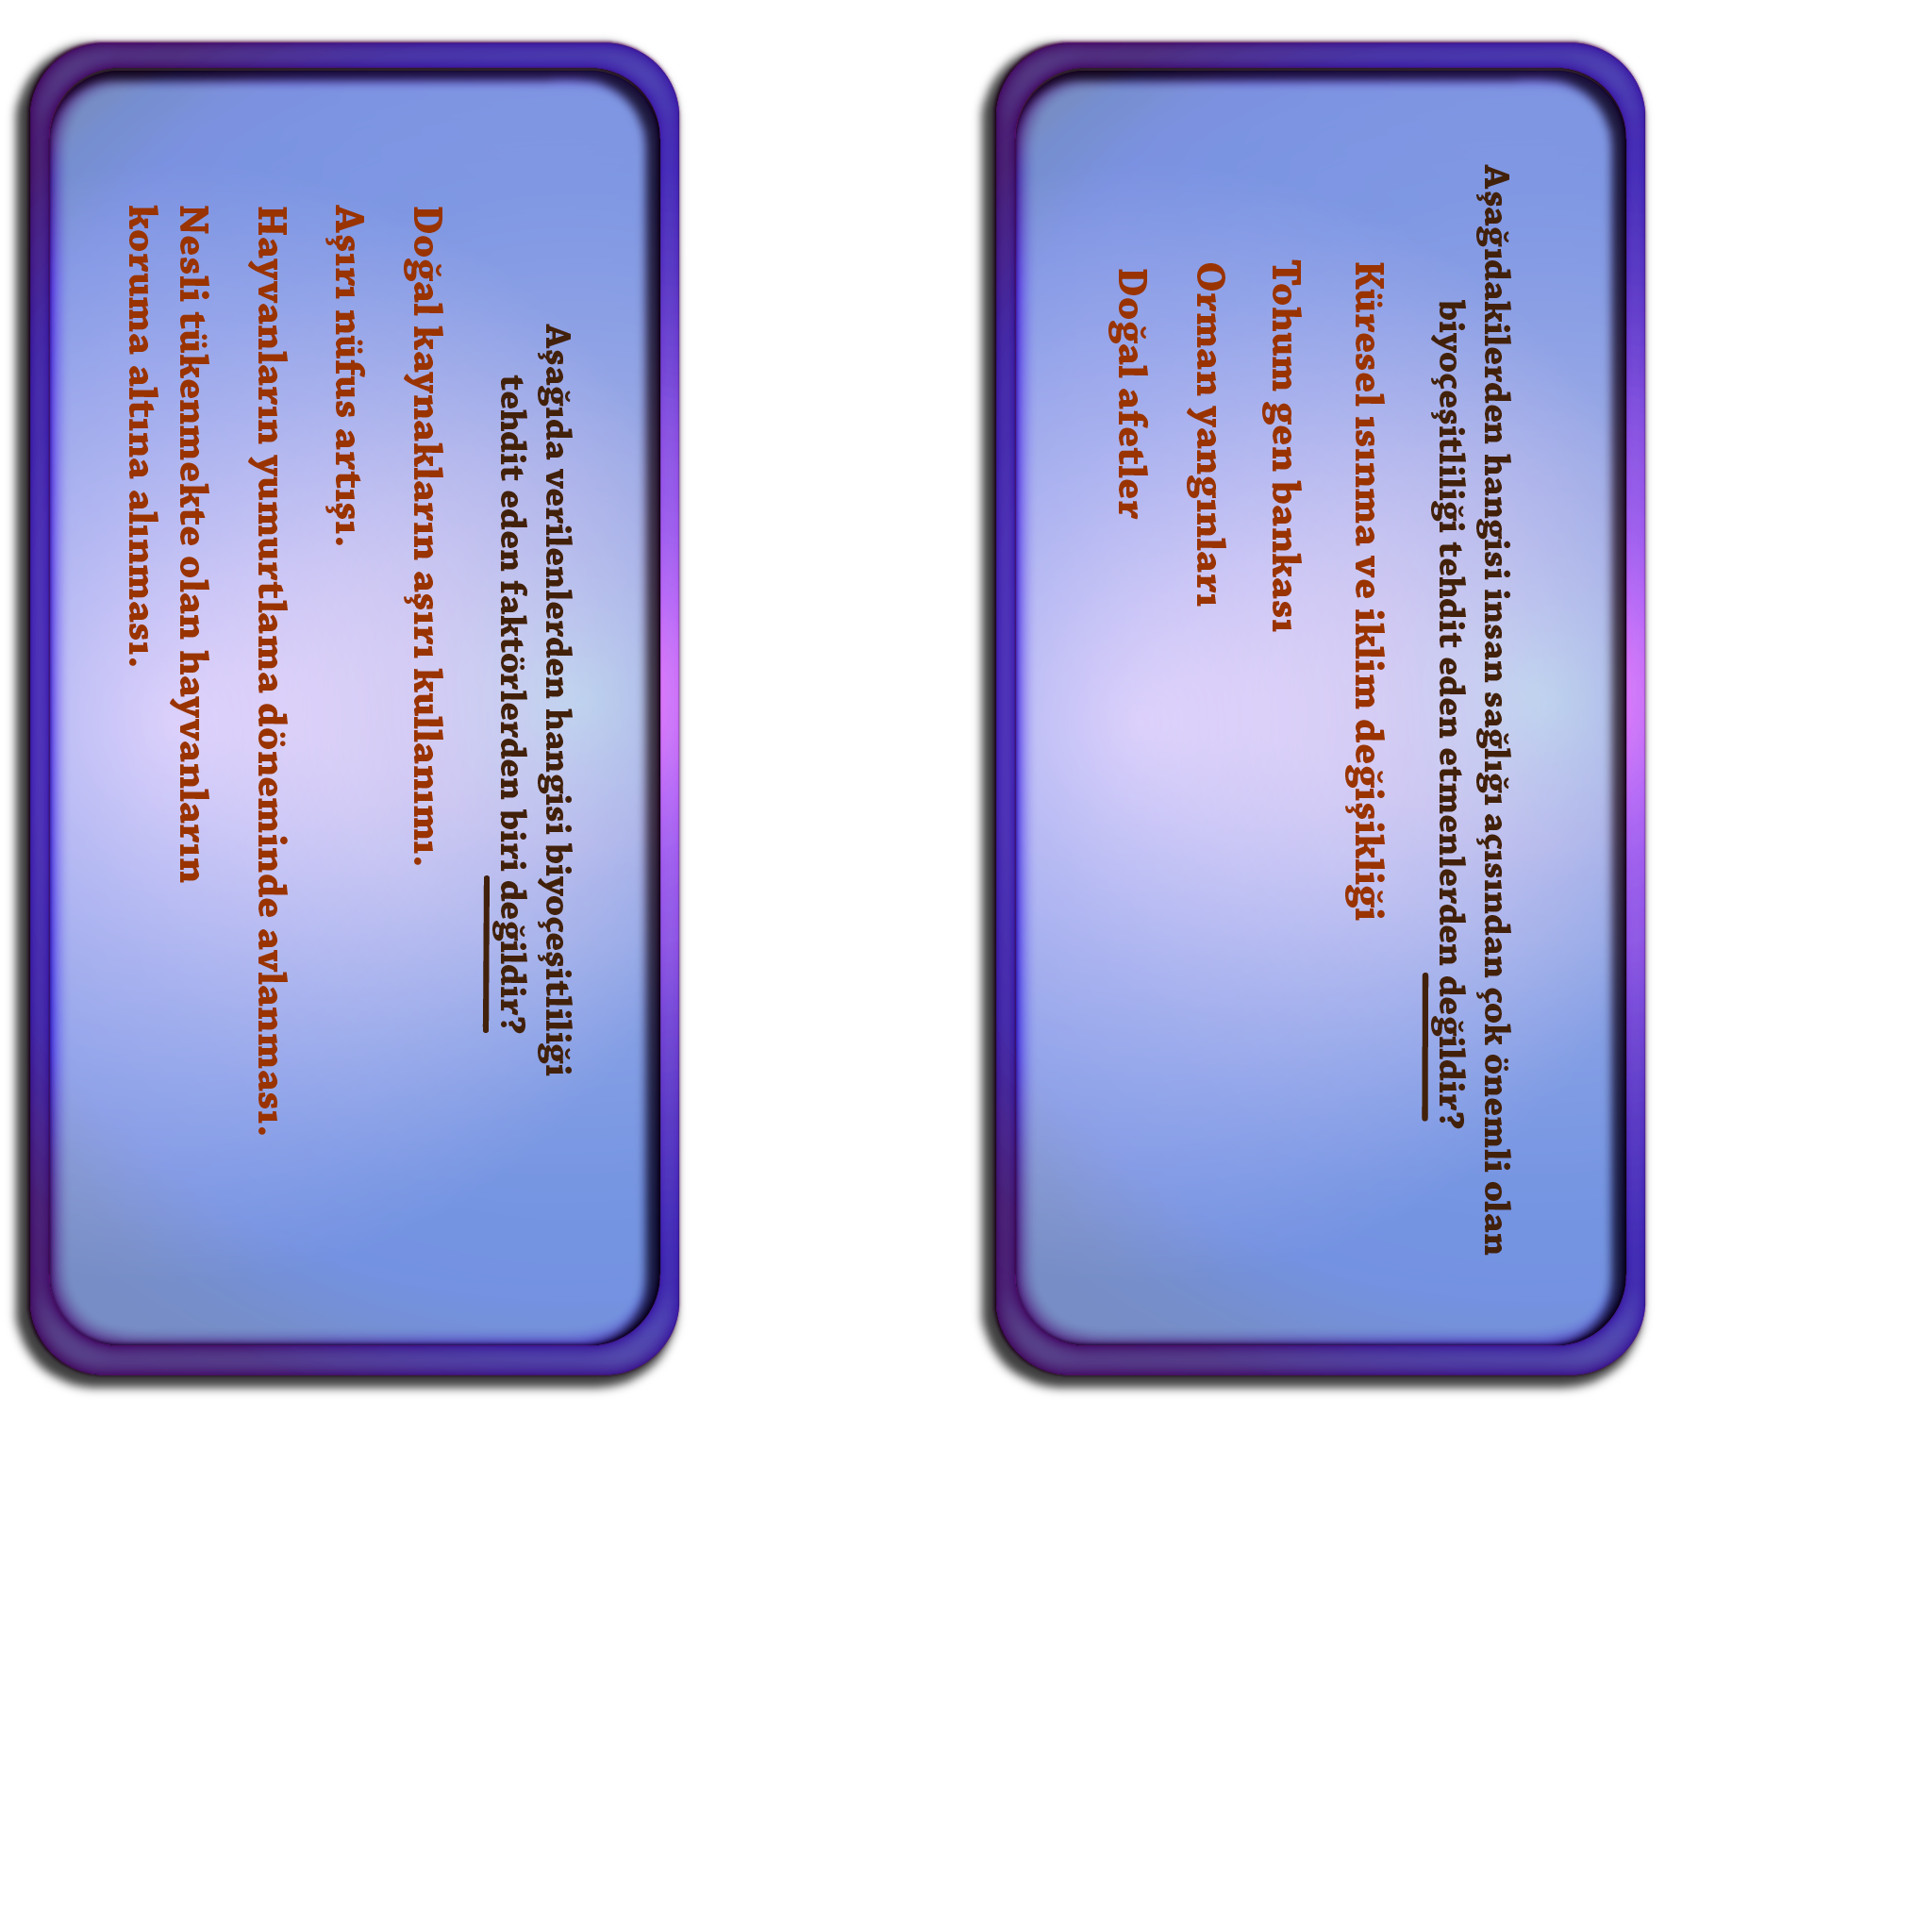 Aşağıdakilerden hangisi insan sağlığı açısından çok önemli olan
biyoçeşitliliği tehdit eden etmenlerden değildir?
Küresel ısınma ve iklim değişikliği
Tohum gen bankası
Orman yangınları
Doğal afetler
Aşağıda verilenlerden hangisi biyoçeşitliliği
tehdit eden faktörlerden biri değildir?
Doğal kaynakların aşırı kullanımı.
Aşırı nüfus artışı.
Hayvanların yumurtlama döneminde avlanması.
Nesli tükenmekte olan hayvanların
koruma altına alınması.